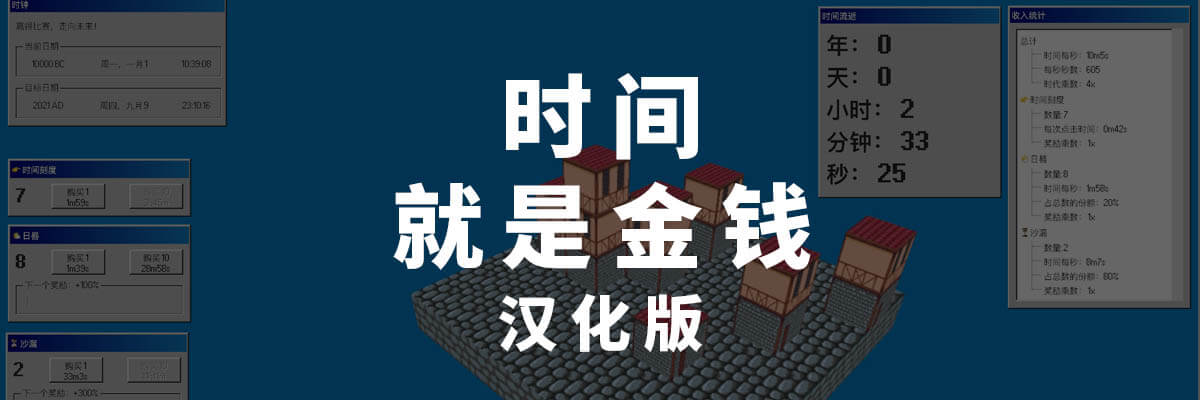 时钟
赢得比赛，走向未来！
当前日期
10000BC 周一，一月1 10:39:08
目标日期
2021 AD 周四，九月9 23:10:16
时间刻度
7
购买1
1m59s
日晷
8
购买1
1m39s
购买10
28m58s
下一个奖励：+100%
沙漏
2
购买1
33m3s
下一个奖励：+300%
时间
就是金钱
汉化版
时间流逝
年：0
天：0
小时：2
分钟：33
秒：25
收入统计
总计
时间每秒：10m5s
每秒秒数：605
时代乘数：4x
时间刻度
数量:7
每次点击时间：0m42s
奖励乘数： 1x
日晷
数量:8
时间每秒：1m58s
占总数的份额：20%
奖励乘数：1x
沙漏
数量:2
时间每秒：8m7s
占总数的份额：80%
奖励乘数： 1x